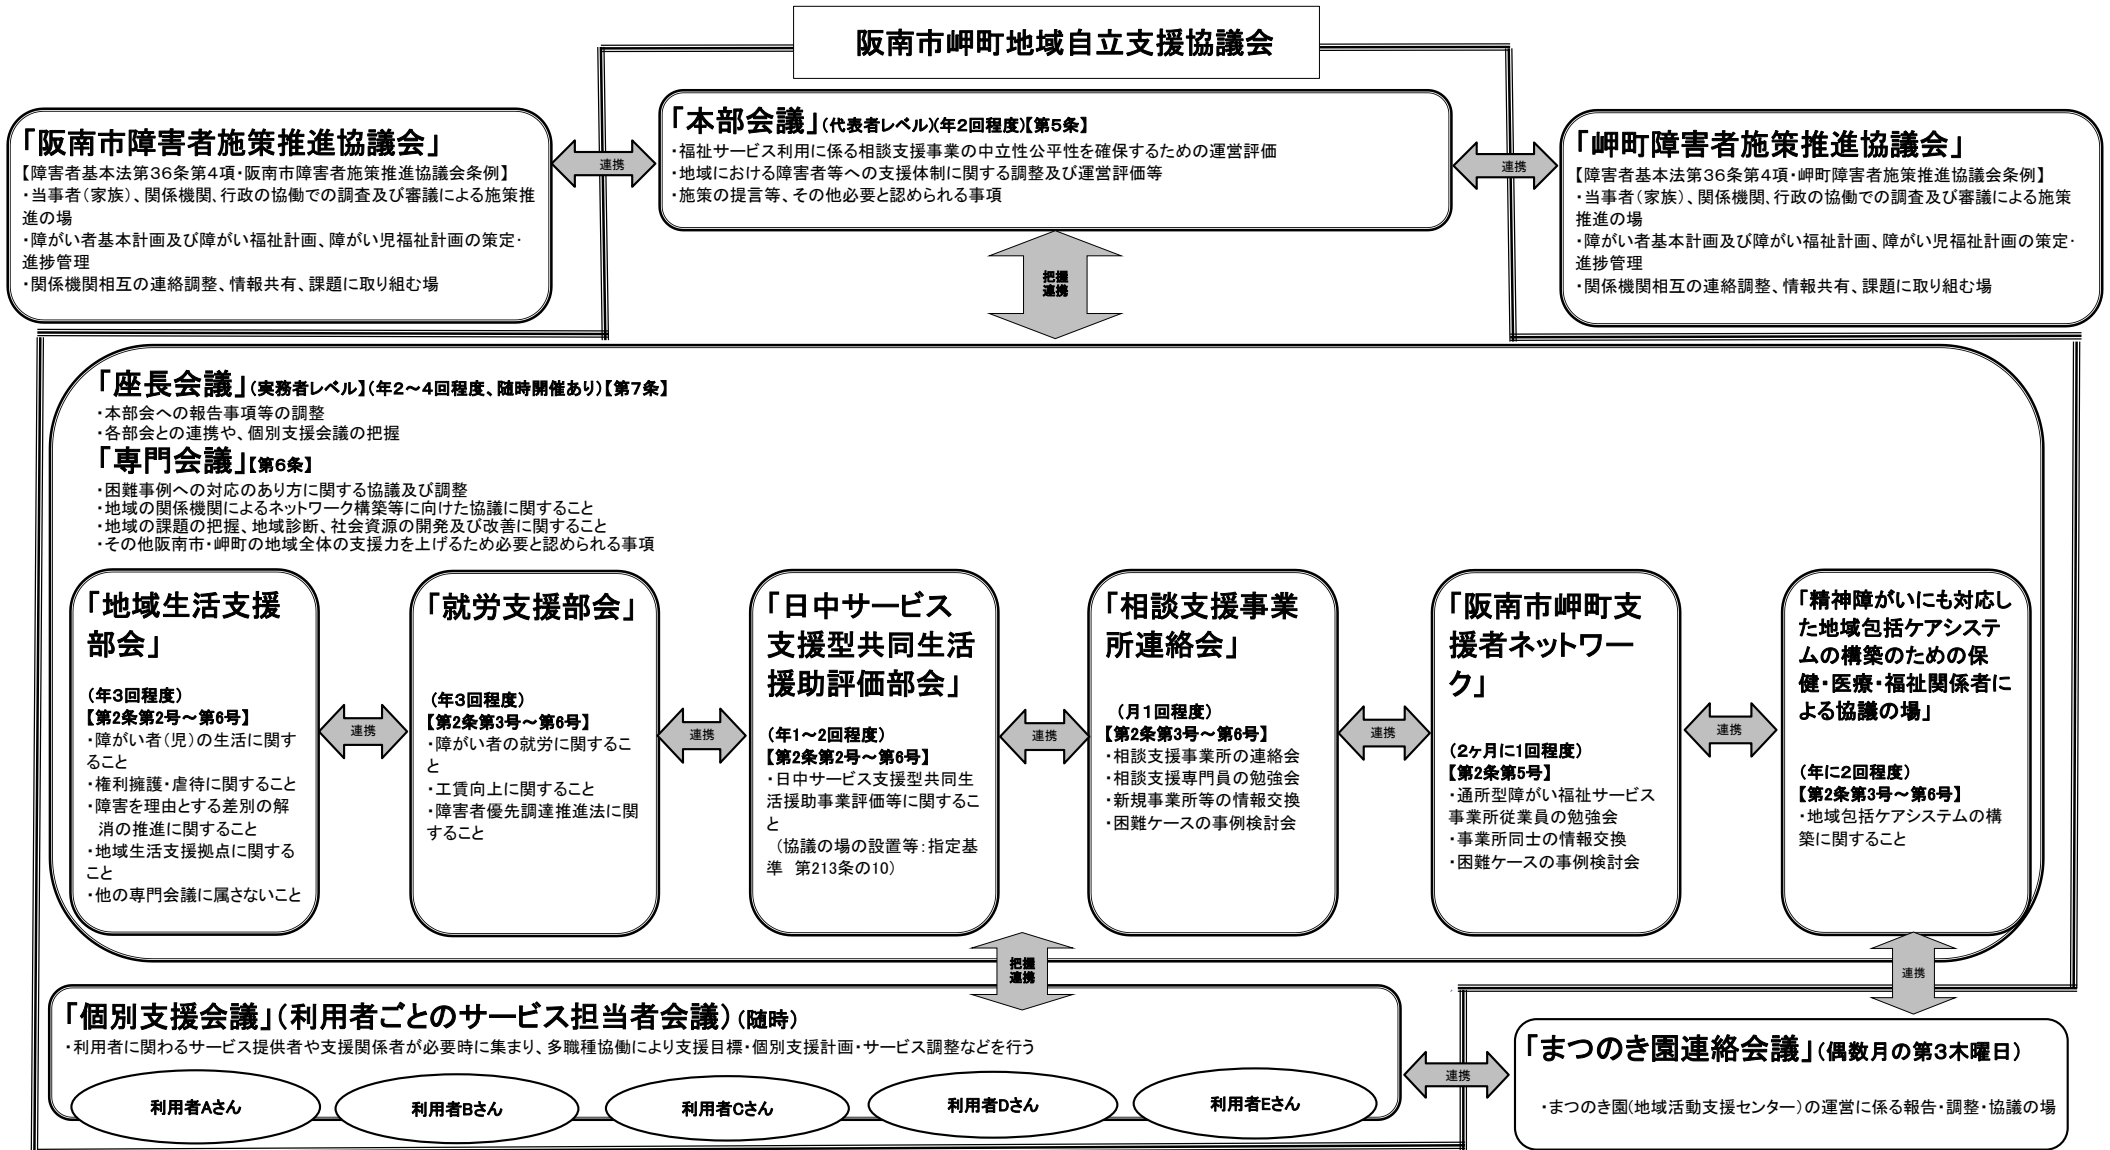 阪南市岬町地域自立支援協議会
「阪南市障害者施策推進協議会」
【障害者基本法第36条第4項・阪南市障害者施策推進協議会条例】
・当事者（家族）、関係機関、行政の協働での調査及び審議による施策推
進の場
・障がい者基本計画及び障がい福祉計画、障がい児福祉計画の策定・
進捗管理
・関係機関相互の連絡調整、情報共有、課題に取り組む場
連携
「本部会議」（代表者レベル）（年2回程度）【第5条】
・福祉サービス利用に係る相談支援事業の中立性公平性を確保するための運営評価
・地域における障害者等への支援体制に関する調整及び運営評価等
・施策の提言等、その他必要と認められる事項
連携
「岬町障害者施策推進協議会」
【障害者基本法第36条第4項・岬町障害者施策推進協議会条例】
・当事者（家族）、関係機関、行政の協働での調査及び審議による施策
推進の場
・障がい者基本計画及び障がい福祉計画、障がい児福祉計画の策定・
進捗管理
・関係機関相互の連絡調整、情報共有、課題に取り組む場
把握
連携
「座長会議」（実務者レベル】（年2～4回程度、随時開催あり）【第7条】
・本部会への報告事項等の調整
・各部会との連携や、個別支援会議の把握
「専門会議」【第6条】
・困難事例への対応のあり方に関する協議及び調整
・地域の関係機関によるネットワーク構築等に向けた協議に関すること
・地域の課題の把握、地域診断、社会資源の開発及び改善に関すること
・その他阪南市・岬町の地域全体の支援力を上げるため必要と認められる事項
「地域生活支援
部会」
（年3回程度）
【第2条第2号～第6号】
・障がい者（児）の生活に関す
ること
・権利擁護・虐待に関すること
・障害を理由とする差別の解
消の推進に関すること
・地域生活支援拠点に関する
こと
・他の専門会議に属さないこと
連携
「就労支援部会」
（年3回程度）
【第2条第3号～第6号】
・障がい者の就労に関するこ
と
・工賃向上に関すること
・障害者優先調達推進法に関
すること
連携
「日中サービス
支援型共同生活
援助評価部会」
（年1～2回程度）
【第2条第2号～第6号】
・日中サービス支援型共同生
活援助事業評価等に関するこ
と
（協議の場の設置等：指定基
準　第213条の10）
連携
「相談支援事業
所連絡会」
（月1回程度）
【第2条第3号～第6号】
・相談支援事業所の連絡会
・相談支援専門員の勉強会
・新規事業所等の情報交換
・困難ケースの事例検討会
連携
「阪南市岬町支
援者ネットワー
ク」
（2ヶ月に1回程度）
【第2条第5号】
・通所型障がい福祉サービス
事業所従業員の勉強会
・事業所同士の情報交換
・困難ケースの事例検討会
連携
「精神障がいにも対応し
た地域包括ケアシステ
ムの構築のための保
健・医療・福祉関係者に
よる協議の場」
（年に2回程度）
【第2条第3号～第6号】
・地域包括ケアシステムの構
築に関すること
把握
連携
連携
「個別支援会議」（利用者ごとのサービス担当者会議）（随時）
・利用者に関わるサービス提供者や支援関係者が必要時に集まり、多職種協働により支援目標・個別支援計画・サービス調整などを行う
利用者Aさん
利用者Bさん
利用者Cさん
利用者Dさん
利用者Eさん
連携
「まつのき園連絡会議」（偶数月の第3木曜日）
・まつのき園(地域活動支援センター）の運営に係る報告・調整・協議の場